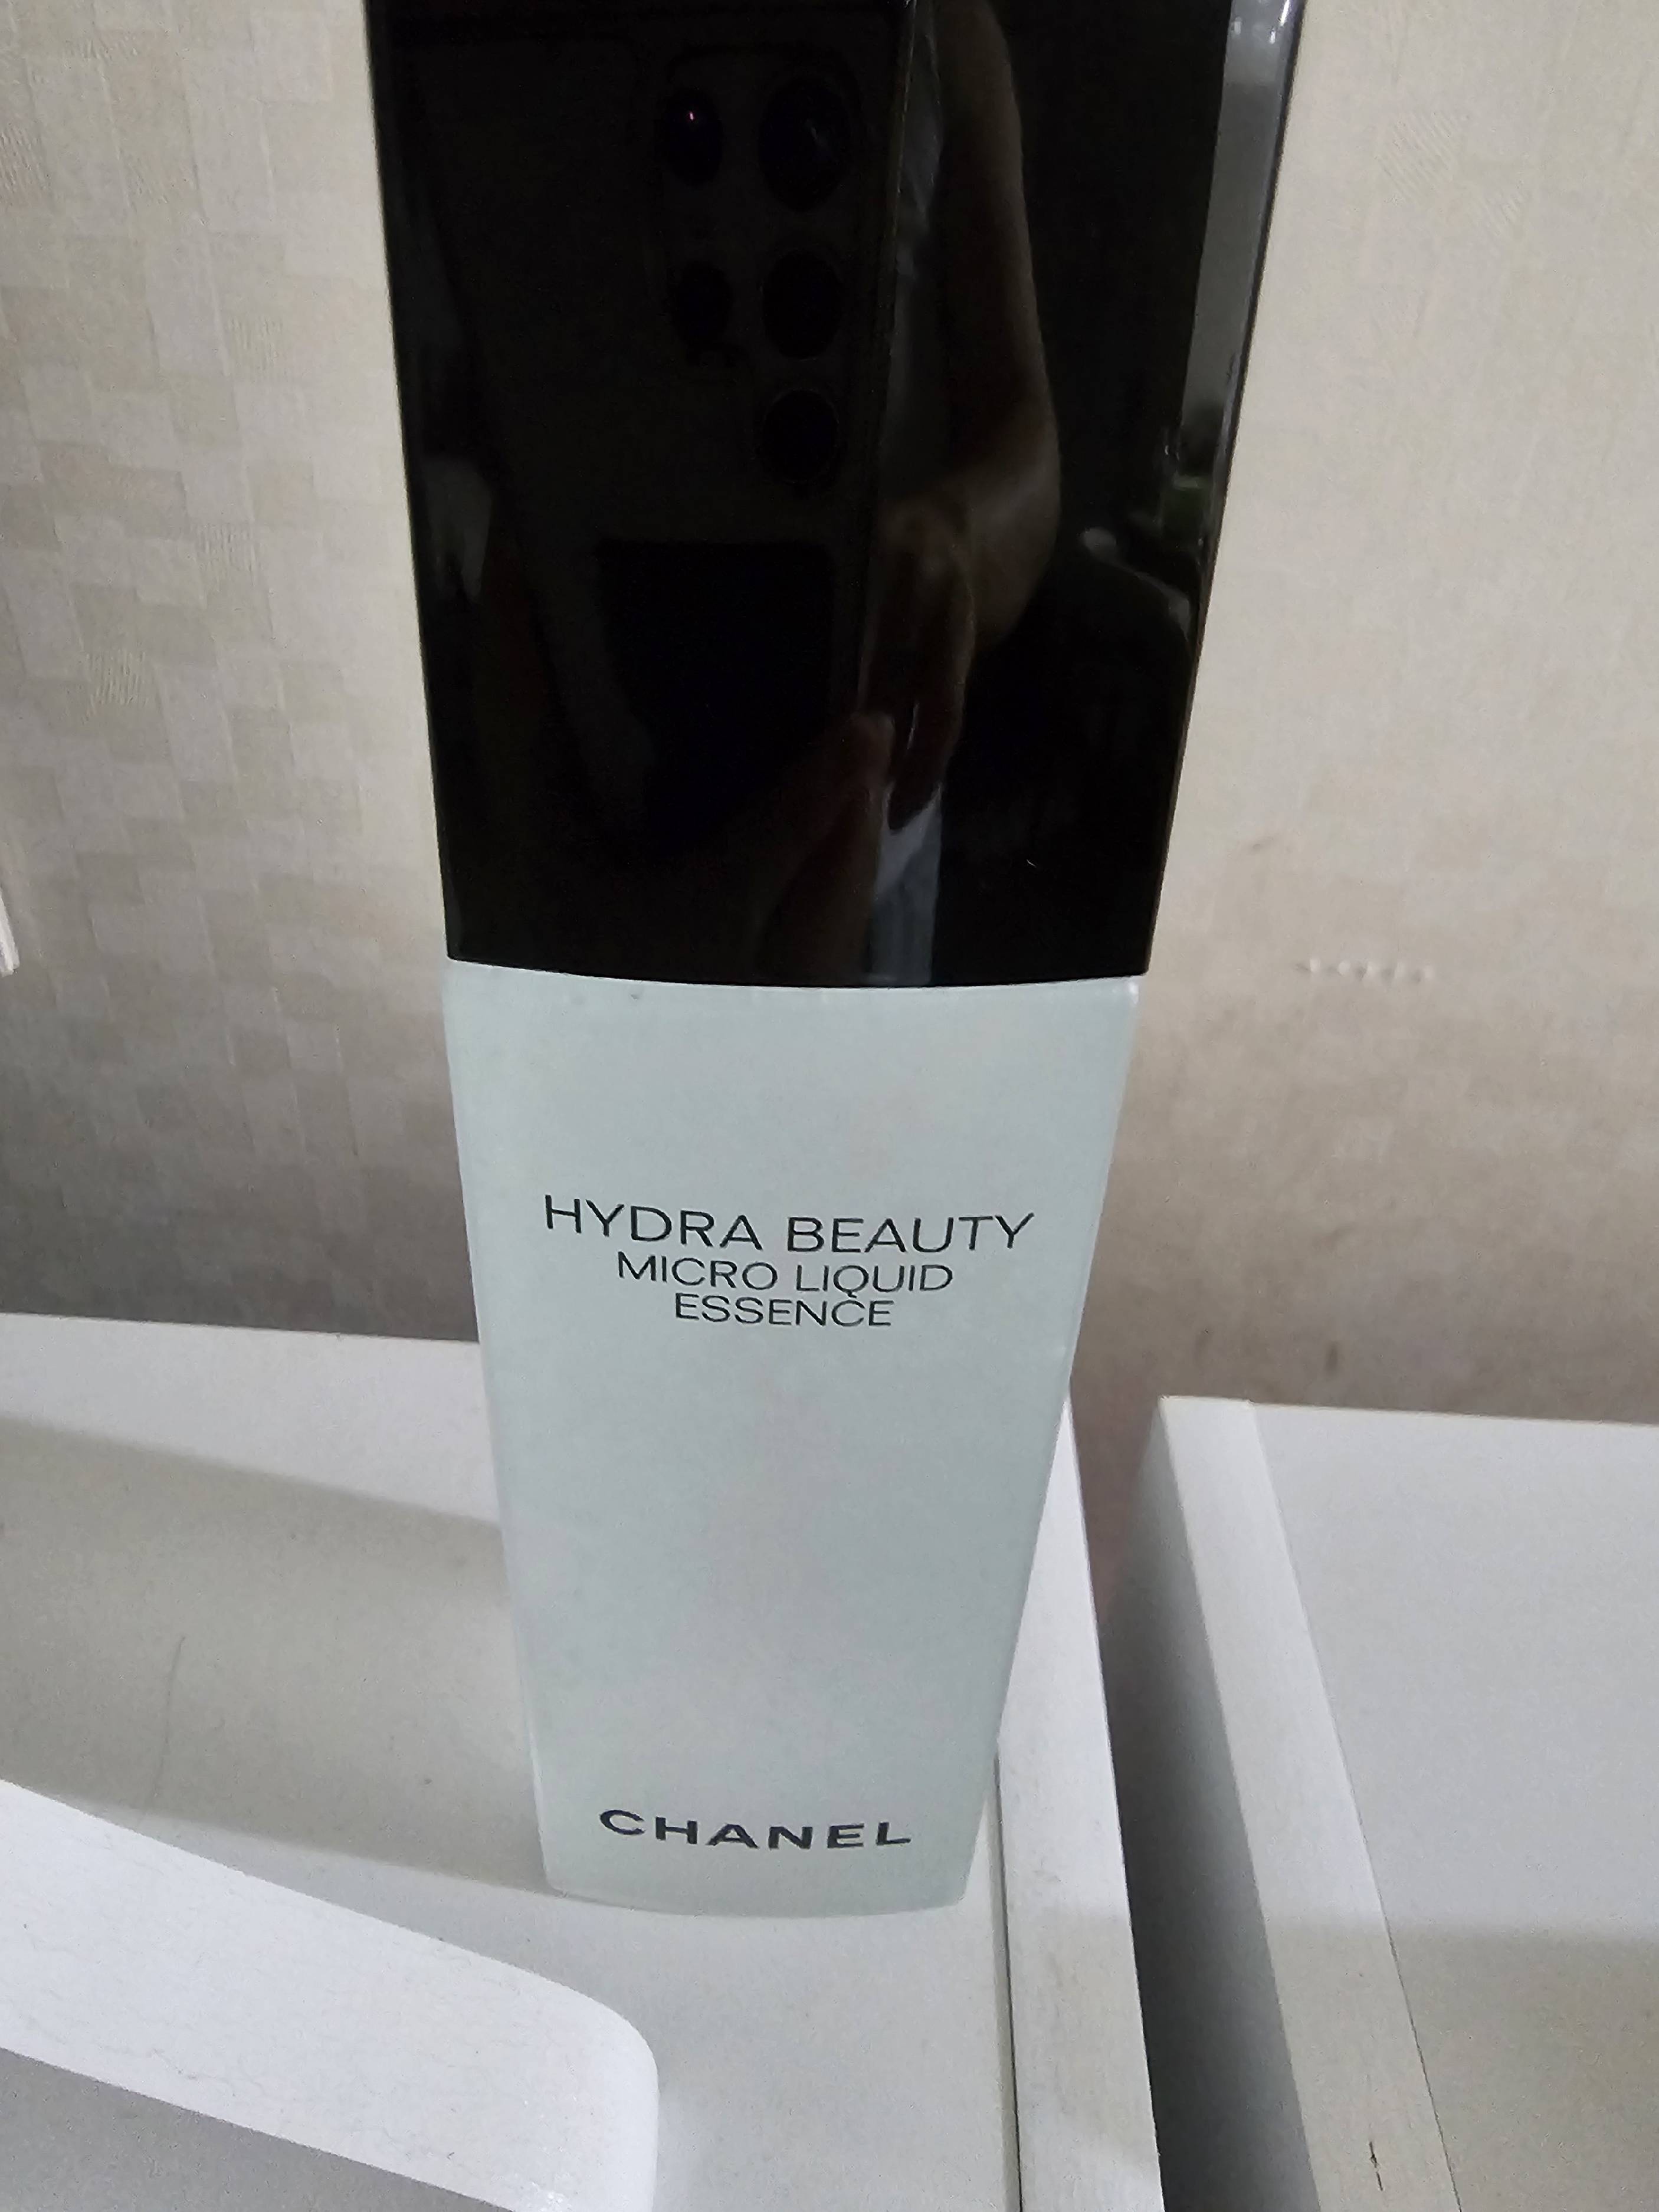 HYDRA BEAUTY
MICRO LIQUID
ESSENCE
CHANEL